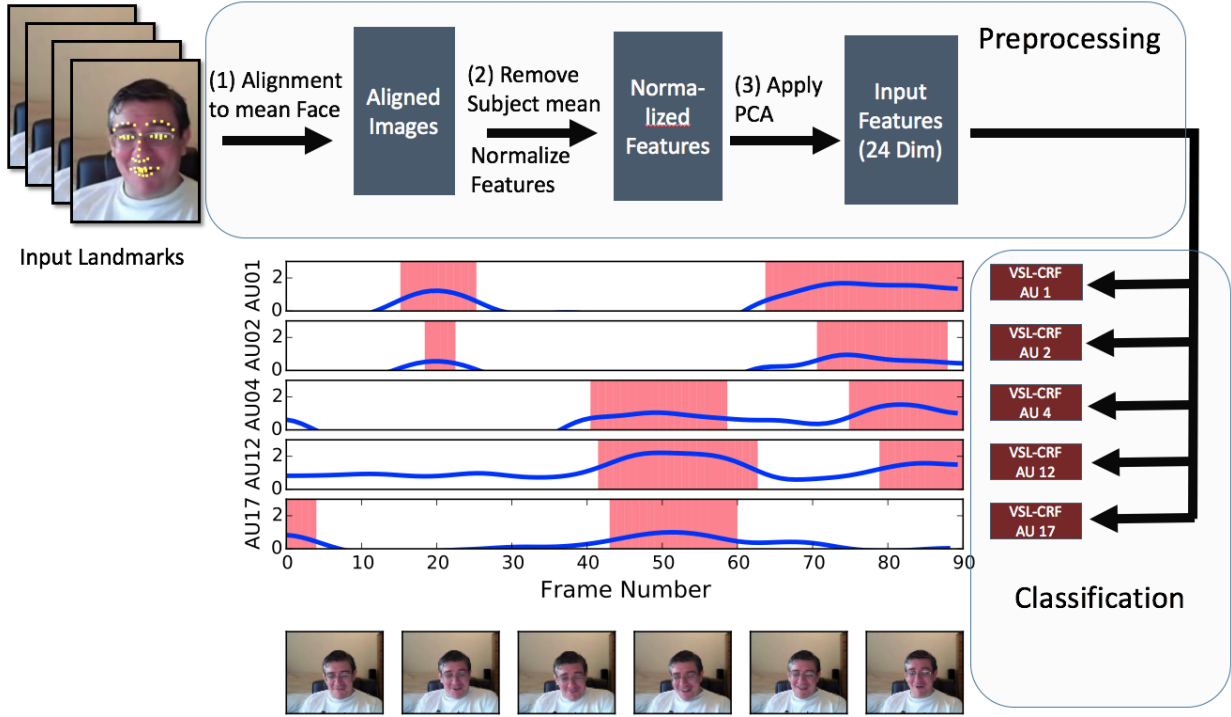 Preprocessing
(1) Alignment
to mean Face
Aligned
Images
(2) Remove
Subject mean
Normalize
Features
Norma-
lized
Features
(3) Apply
PCA
Input
Features
(24 Dim)
Input Landmarks
AU01
2
0
AU02
2
0
AU04
2
0
AU12
2
0
AU17
2
0
0 10 20 30 40 50 60 70 80 90
Frame Number
VSL-CRF
AU 1
VSL-CRF
AU 2
VSL-CRF
AU 4
VSL-CRF
AU 12
VSL-CRF
AU 17
Classification